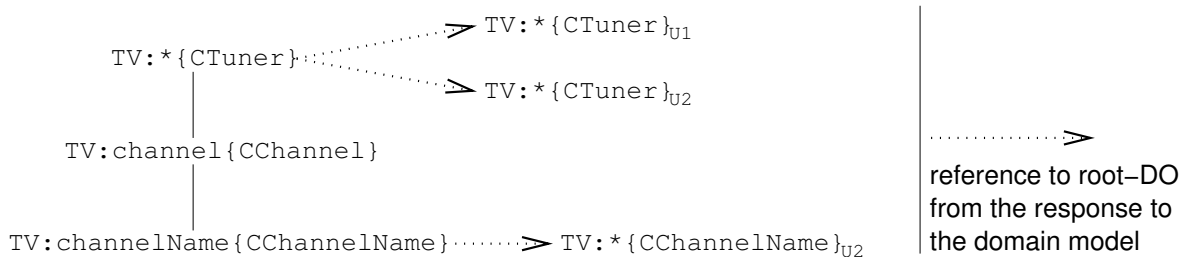 TV:*{CTuner}U1
TV:*{CTuner}
TV:*{CTuner}U2
TV:channel{CChannel}
TV:channelName{CChannelName}
TV:*{CChannelName}U2
reference to root−DO
from the response to
the domain model